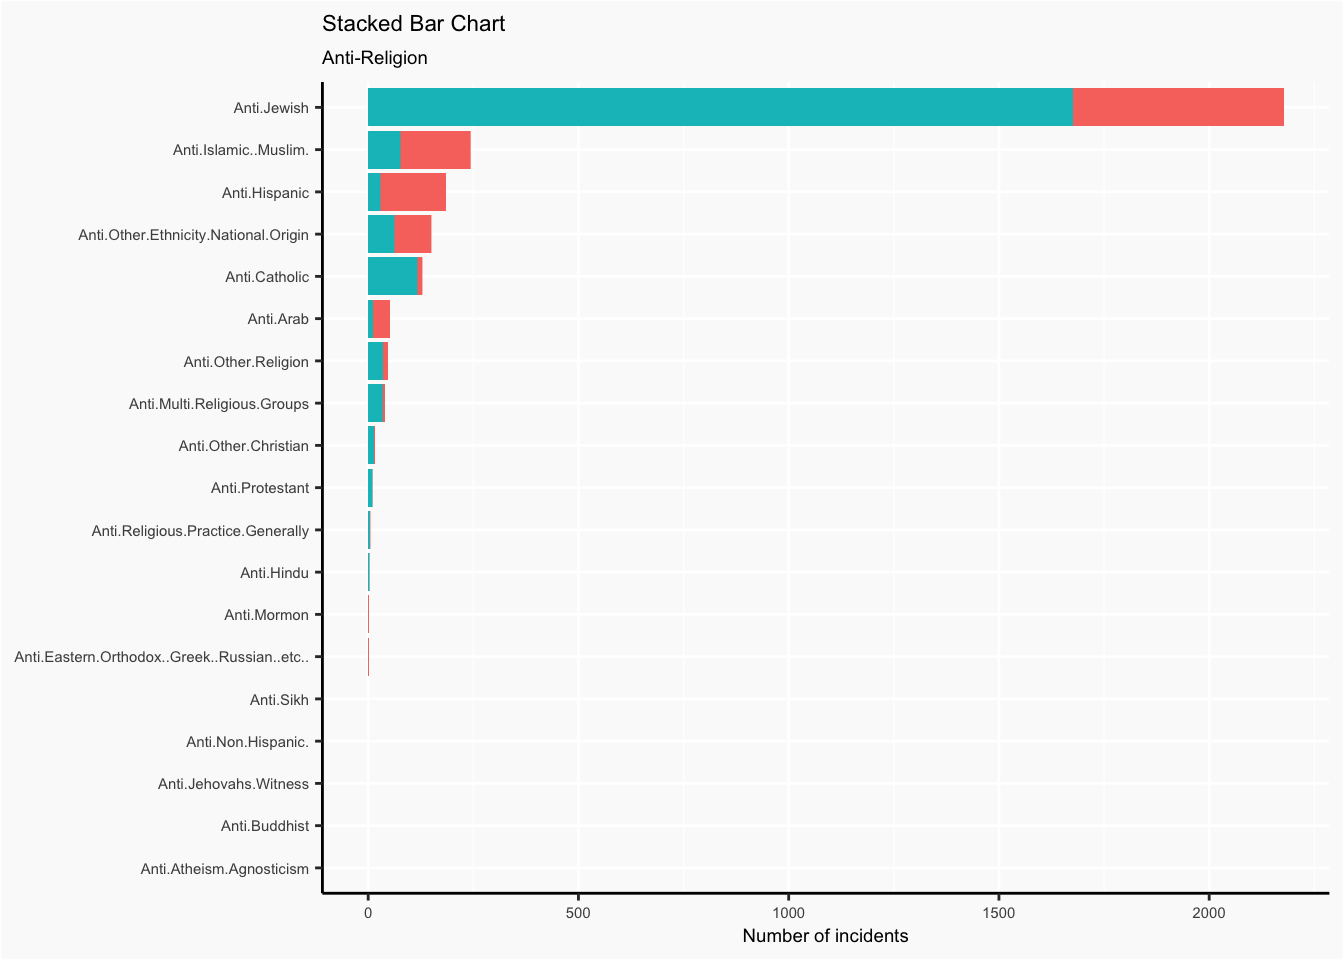 Stacked Bar Chart
Anti-Religion
Anti.Jewish
Anti.Islamic..Muslim.
Anti.Hispanic
Anti.Other.Ethnicity.National.Origin
Anti.Catholic
Anti.Arab
Anti.Other.Religion
Anti.Multi.Religious.Groups
Anti.Other.Christian
Anti.Protestant
Anti.Religious.Practice.Generally
Anti.Hindu
Anti.Mormon
Anti.Eastern.Orthodox..Greek..Russian..etc..
Anti.Sikh
Anti.Non.Hispanic.
Anti.Jehovahs.Witness
Anti.Buddhist
Anti.Atheism.Agnosticism
0 500 1000 1500 2000
Number of incidents